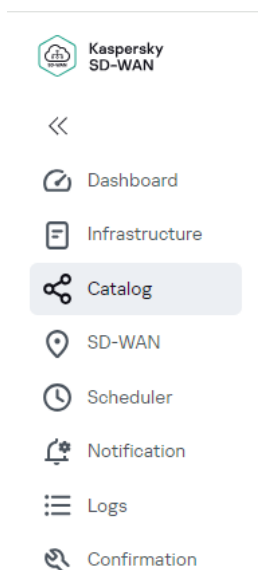 Kaspersky
SD-WAN
Dashboard
Infrastructure
Catalog
SD-WAN
Scheduler
Notification
Logs
Confirmation